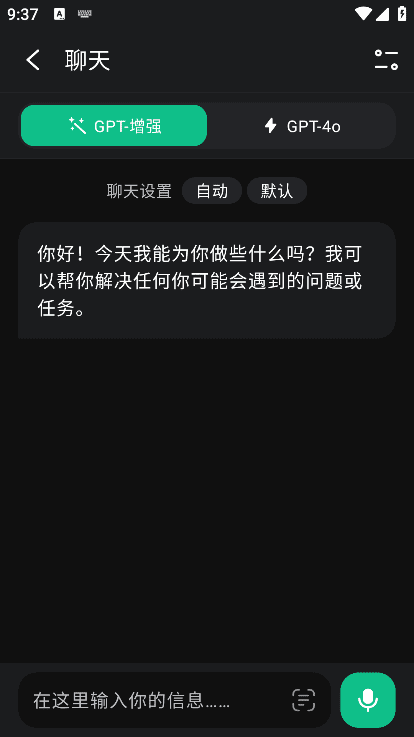 9:37
聊天
GPT-增强
GPT-4o
聊天设置 自动 默认
你好！今天我能为你做些什么吗？我可
以帮你解决任何你可能会遇到的问题或
任务。
在这里输入你的信息……